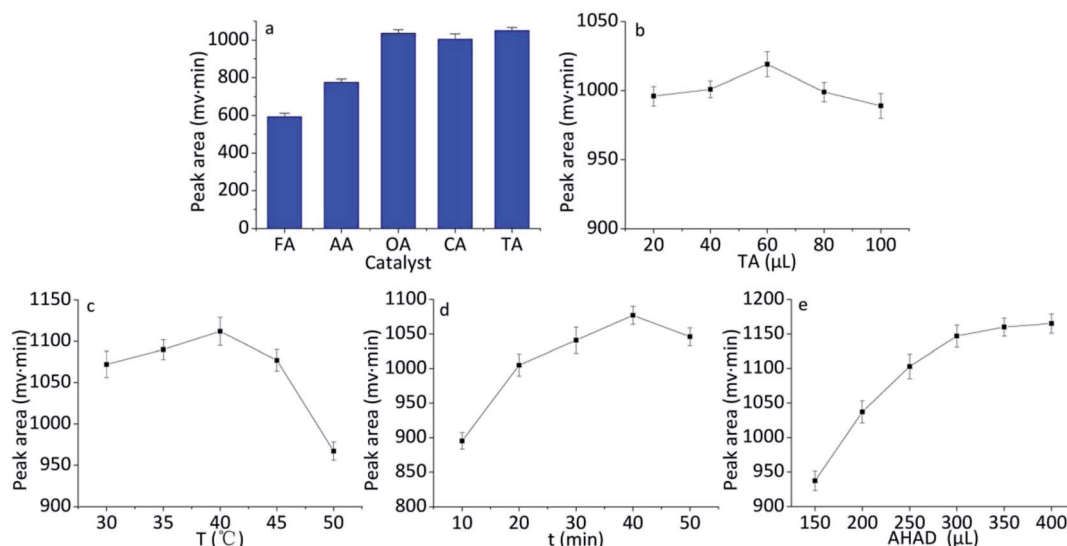 a
Peak area (mv·min)
1000
800
600
400
200
0
FA AA OA CA TA
Catalyst
b
Peak area (mv·min)
1050
1000
950
900
20 40 60 80 100
TA (μL)
c
Peak area (mv·min)
1150
1100
1050
1000
950
900
30 35 40 45 50
T (℃)
d
Peak area (mv·min)
1100
1050
1000
950
900
850
800
10 20 30 40 50
t (min)
e
Peak area (mv·min)
1200
1150
1100
1050
1000
950
900
150 200 250 300 350 400
AHAD (μL)